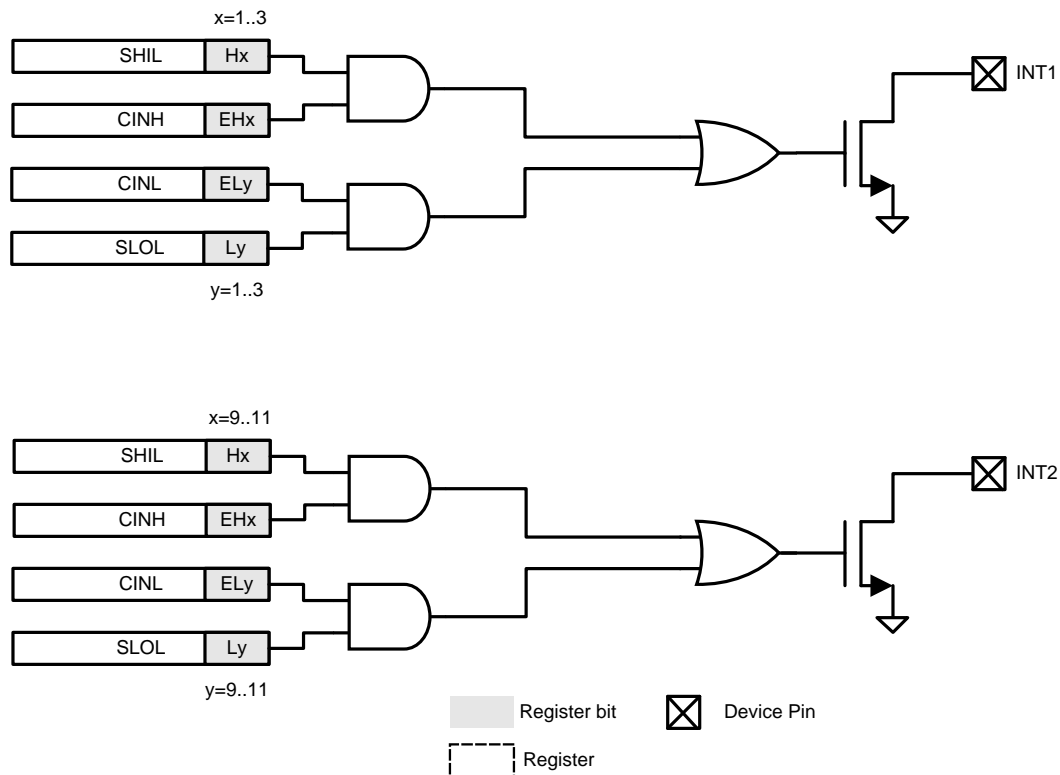 x=1..3
SHIL Hx
INT1
CINH EHx
CINL ELy
SLOL Ly
y=1..3
x=9..11
SHIL Hx
INT2
CINH EHx
CINL ELy
SLOL Ly
y=9..11
Register bit
Device Pin
Register